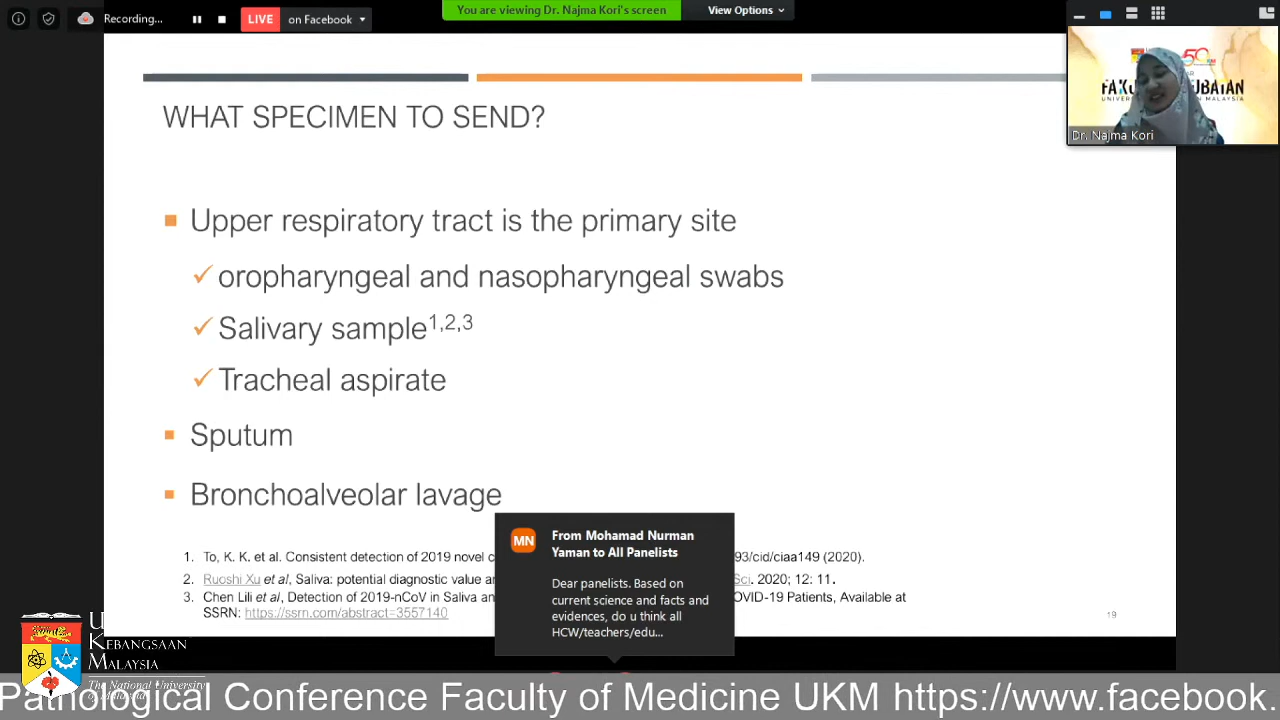 Recording...
LIVE on Facebook
You are viewing Dr. Najma Kori's screen
View Options
Dr. Najma Kori
WHAT SPECIMEN TO SEND?
Upper respiratory tract is the primary site
oropharyngeal and nasopharyngeal swabs
Salivary sample1,2,3
Tracheal aspirate
Sputum
Bronchoalveolar lavage
1. To, K. K. et al. Consistent detection of 2019 novel c 93/cid/ciaa149 (2020).
2. Ruoshi Xu et al, Saliva: potential diagnostic value a Sci. 2020; 12: 11.
3. Chen Lili et al, Detection of 2019-nCoV in Saliva an OVID-19 Patients, Available at
SSRN: https://ssrn.com/abstract=3557140
19
MN
From Mohamad Nurman
Yaman to All Panelists
Dear panelists. Based on
current science and facts and
evidences, do u think all
HCW/teachers/edu...
U
KEBANGSAAN
MALAYSIA
The National University
Pathological Conference Faculty of Medicine UKM https://www.facebook.